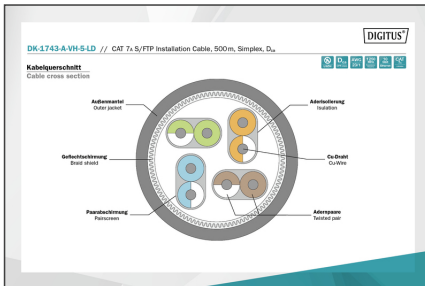 DIGITUS®
DK-1743-A-VH-5-LD // CAT 7A S/FTP Installation Cable, 500m, Simplex, Dca
Kabelquerschnitt
Cable cross section
Außenmantel
Outer jacket
Aderisolierung
Isolation
Geflechtschirmung
Braid shield
Cu-Draht
Cu-Wire
Paarabschirmung
Pairscreen
Adernpaare
Twisted pair